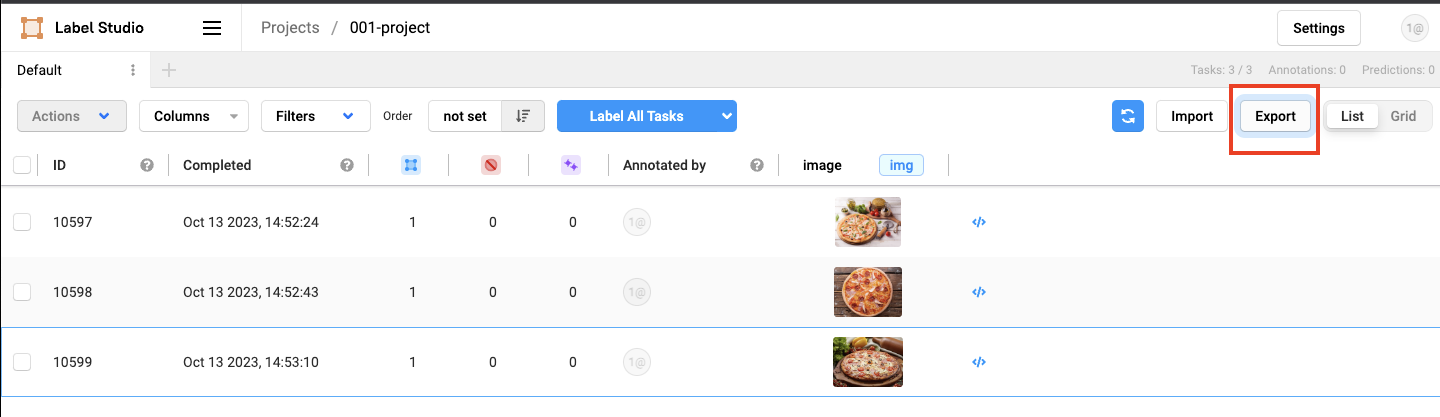 Label Studio Projects / 001-project Settings 1@
Default Tasks: 3 / 3 Annotations: 0 Predictions: 0
Actions Columns Filters Order not set Label All Tasks Import Export List Grid
ID ? Completed ? Annotated by ? image img
10597 Oct 13 2023, 14:52:24 1 0 0 1@ </>
10598 Oct 13 2023, 14:52:43 1 0 0 1@ </>
10599 Oct 13 2023, 14:53:10 1 0 0 1@ </>